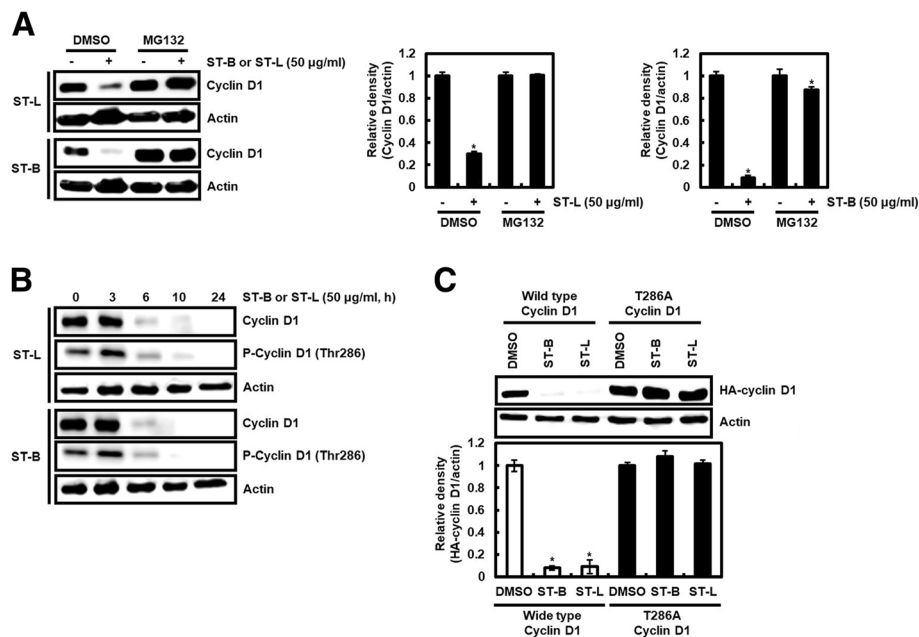 A
DMSO MG132
- + - + ST-B or ST-L (50 μg/ml)
ST-L
Cyclin D1
Actin
ST-B
Cyclin D1
Actin
Relative density
(Cyclin D1/actin)
1.2
1
0.8
0.6
0.4
0.2
0
*
- + - + ST-L (50 μg/ml)
DMSO MG132
Relative density
(Cyclin D1/actin)
1.2
1
0.8
0.6
0.4
0.2
0
* *
- + - + ST-B (50 μg/ml)
DMSO MG132
B
0 3 6 10 24 ST-B or ST-L (50 μg/ml, h)
ST-L
Cyclin D1
P-Cyclin D1 (Thr286)
Actin
ST-B
Cyclin D1
P-Cyclin D1 (Thr286)
Actin
C
Wild type
Cyclin D1
T286A
Cyclin D1
DMSO ST-B ST-L DMSO ST-B ST-L
HA-cyclin D1
Actin
Relative density
(HA-cyclin D1/actin)
1.2
1
0.8
0.6
0.4
0.2
0
* *
DMSO ST-B ST-L DMSO ST-B ST-L
Wide type
Cyclin D1
T286A
Cyclin D1